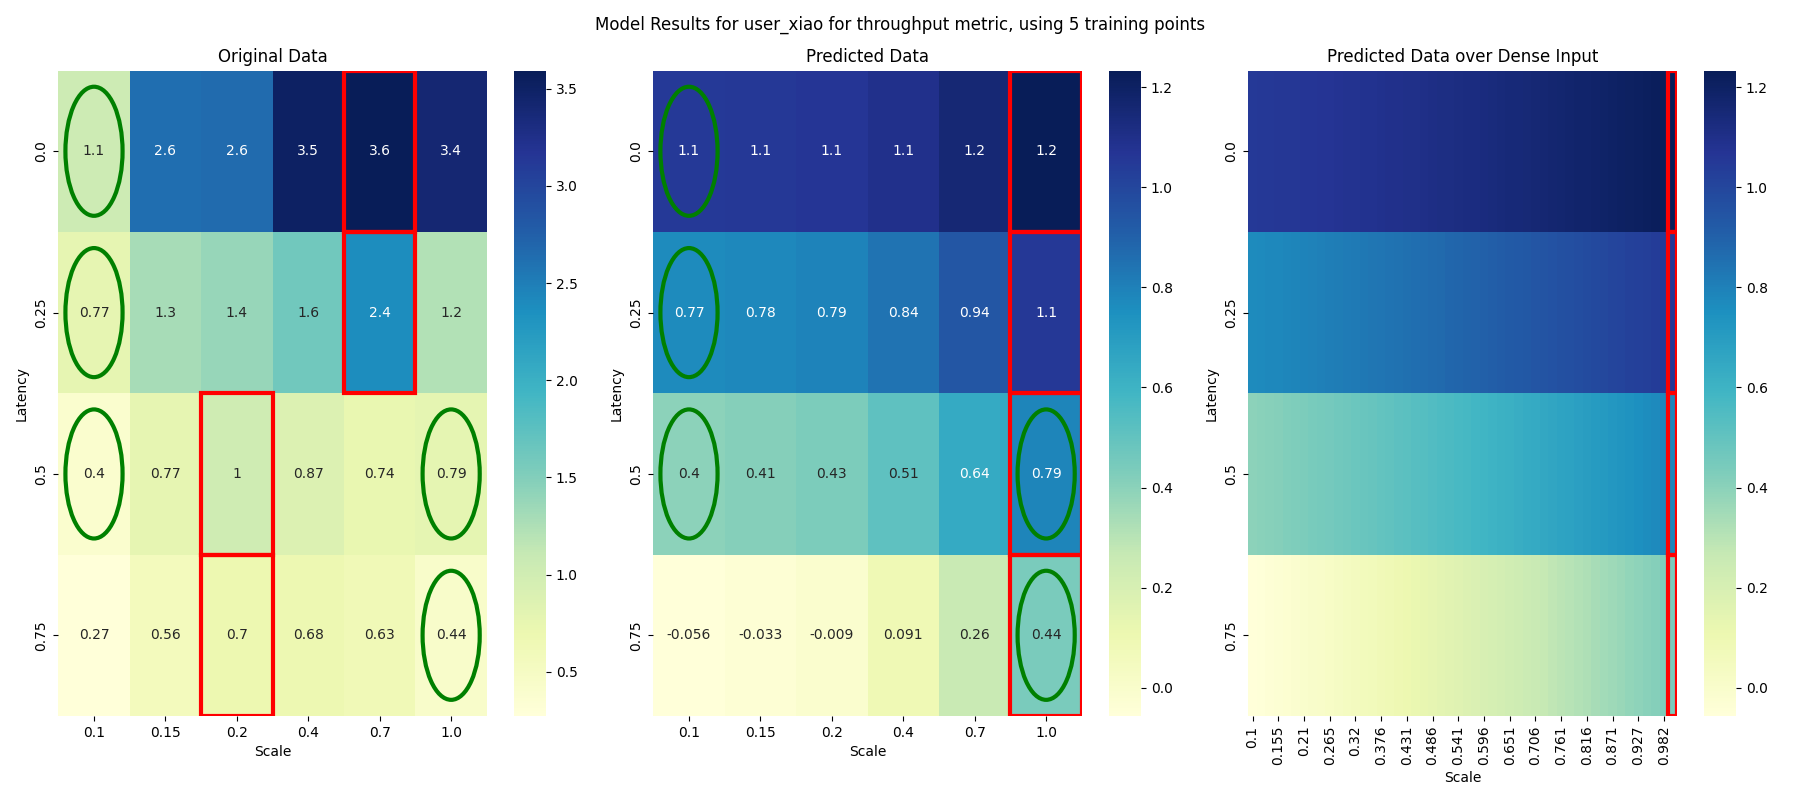 Model Results for user_xiao for throughput metric, using 5 training points
Original Data
Latency
0.0
0.25
0.5
0.75
1.1 2.6 2.6 3.5 3.6 3.4
0.77 1.3 1.4 1.6 2.4 1.2
0.4 0.77 1 0.87 0.74 0.79
0.27 0.56 0.7 0.68 0.63 0.44
0.1 0.15 0.2 0.4 0.7 1.0
Scale
3.5
3.0
2.5
2.0
1.5
1.0
0.5
Predicted Data
Latency
0.0
0.25
0.5
0.75
1.1 1.1 1.1 1.1 1.2 1.2
0.77 0.78 0.79 0.84 0.94 1.1
0.4 0.41 0.43 0.51 0.64 0.79
-0.056 -0.033 -0.009 0.091 0.26 0.44
0.1 0.15 0.2 0.4 0.7 1.0
Scale
1.2
1.0
0.8
0.6
0.4
0.2
0.0
Predicted Data over Dense Input
Latency
0.0
0.25
0.5
0.75
0.1 0.155 0.21 0.265 0.32 0.376 0.431 0.486 0.541 0.596 0.651 0.706 0.761 0.816 0.871 0.927 0.982
Scale
1.2
1.0
0.8
0.6
0.4
0.2
0.0